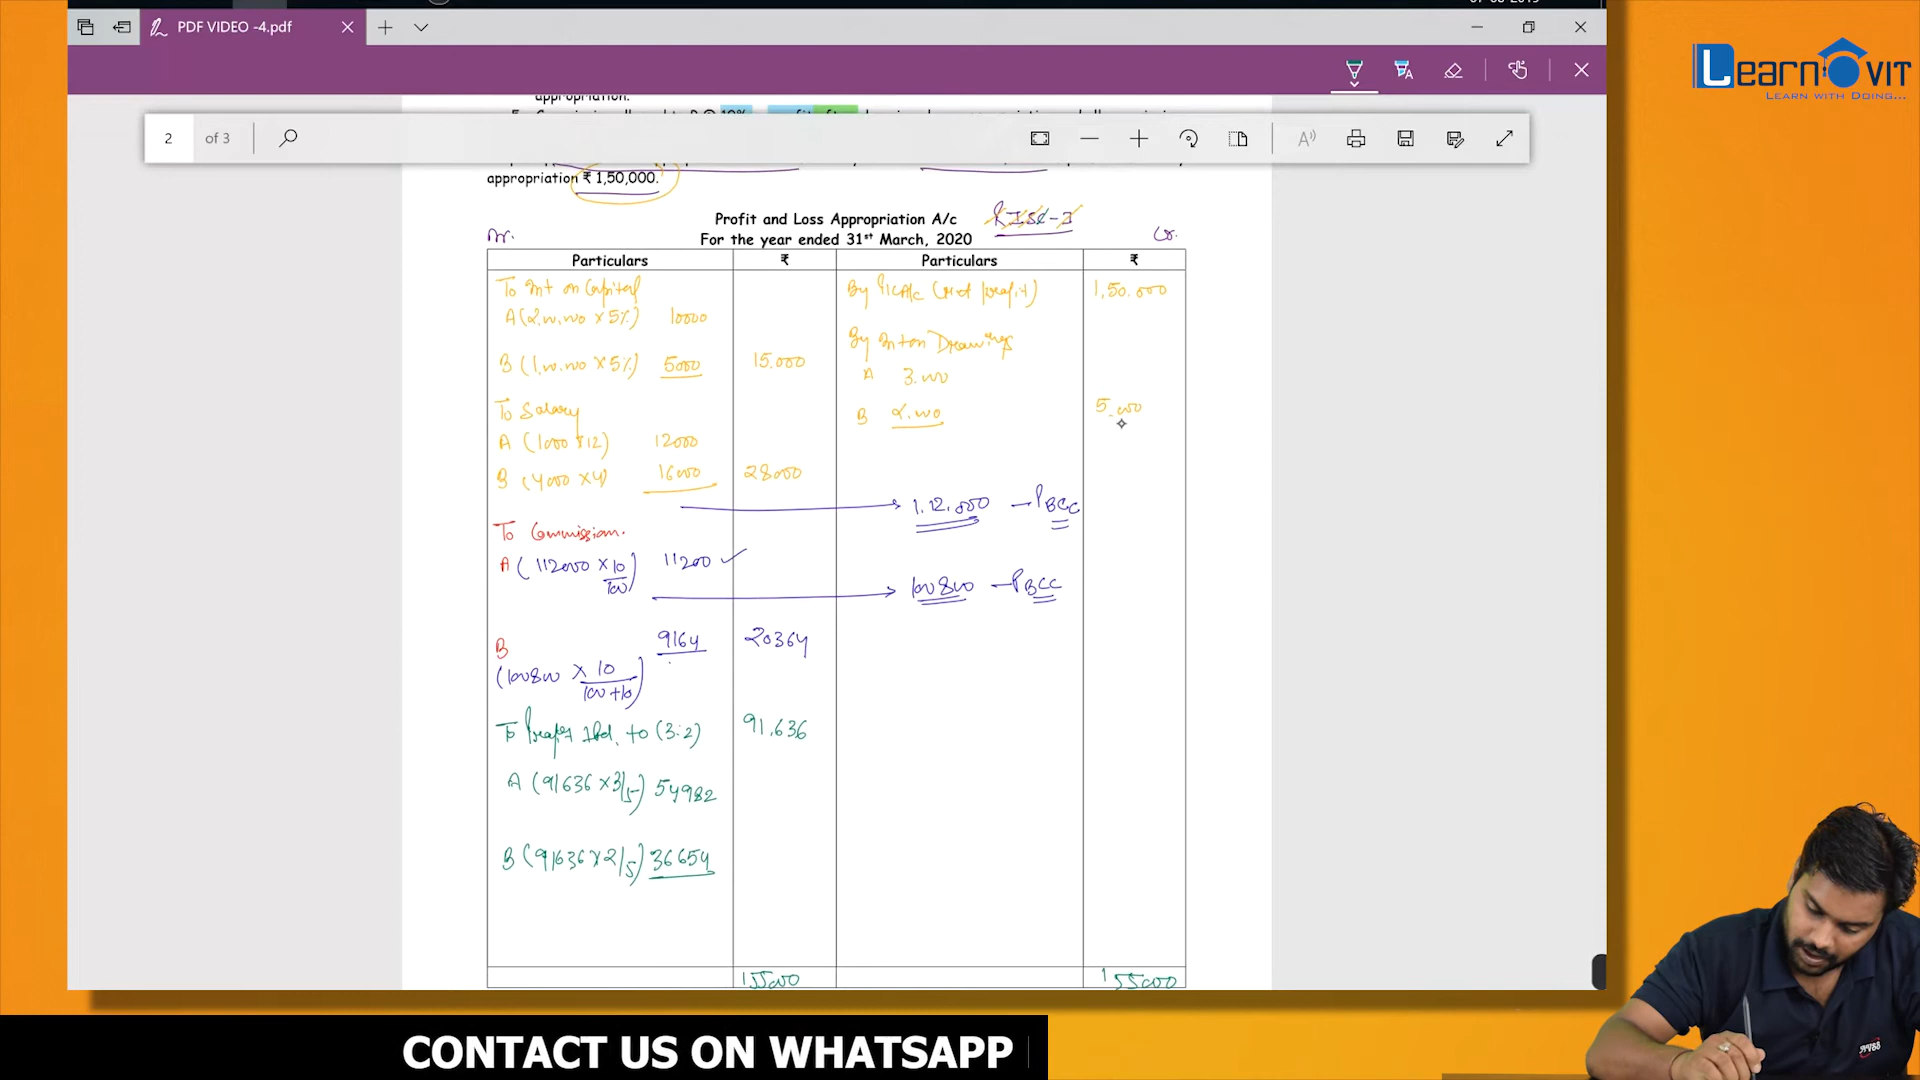 PDF VIDEO -4.pdf
Learn VIT
LEARN WITH DOING...
appropriation.
2 of 3
appropriation ₹ 1,50,000.
Profit and Loss Appropriation A/c
For the year ended 31st March, 2020
Dr.
Cr.
Particulars ₹ Particulars ₹
To Int on Capital
A (2.00.000 x 5%) 10000
B (1.00.000 x 5%) 5000 15.000
To Salary
A (1000 x 12) 12000
B (4000 x 4) 16000 28000
To Commission.
A (112000 x 10/100) 11200
B 9164 20364
(100800 x 10/100+10)
To Profit to (3:2) 91.636
A (91636 x 3/5) 54982
B (91636 x 2/5) 36654
155000
By P/L A/c (Net profit) 1,50.000
By Int on Drawings
A 3.000
B 2.000 5.000
1.12.000 - PBCC
100800 - PBCC
155000
CONTACT US ON WHATSAPP